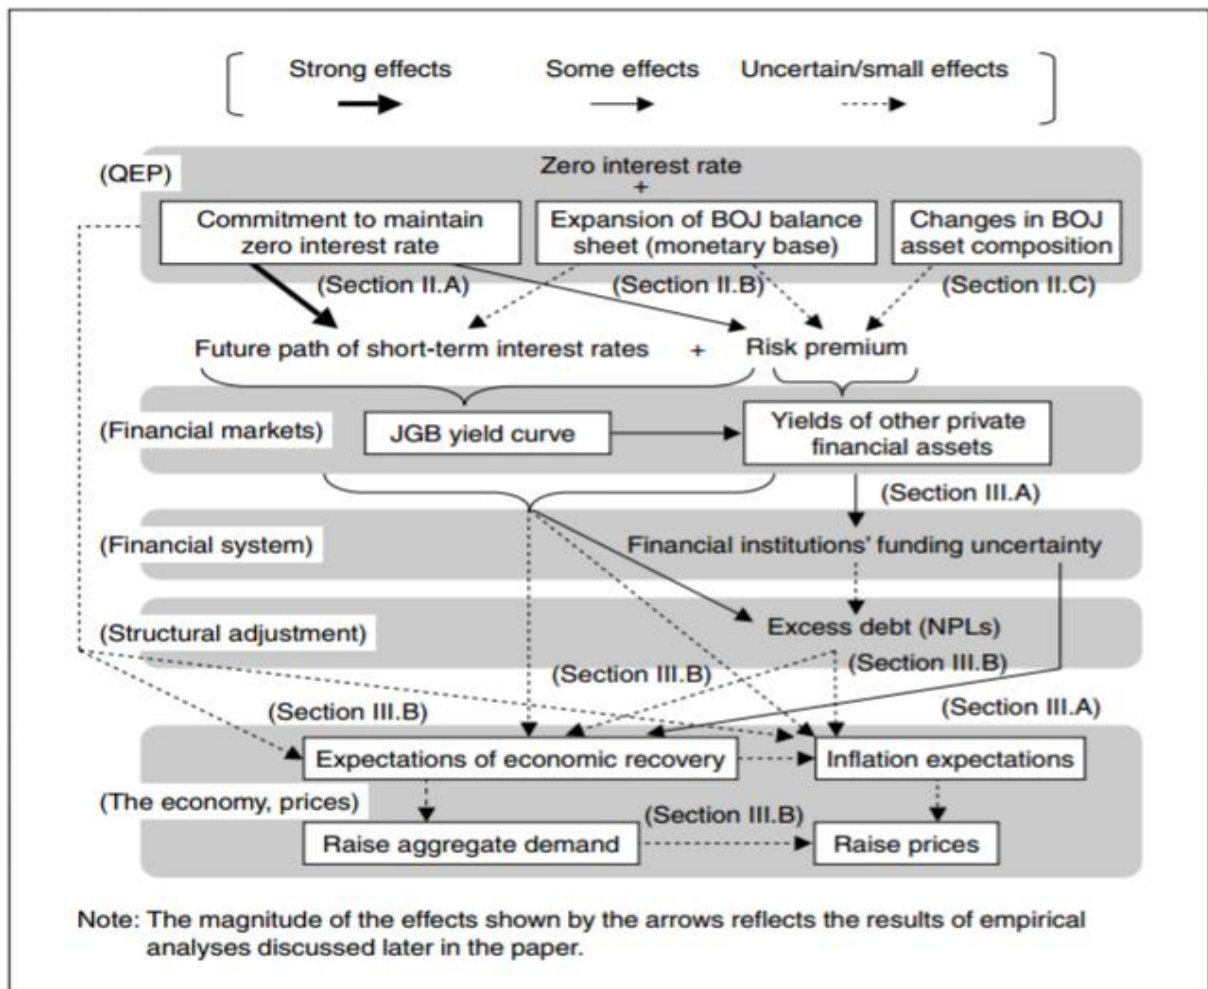 Strong effects
Some effects
Uncertain/small effects
(QEP)
Zero interest rate
+
Commitment to maintain
zero interest rate
Expansion of BOJ balance
sheet (monetary base)
Changes in BOJ
asset composition
(Section II.A)
(Section II.B)
(Section II.C)
Future path of short-term interest rates + Risk premium
(Financial markets)
JGB yield curve
Yields of other private
financial assets
(Section III.A)
(Financial system)
Financial institutions' funding uncertainty
(Structural adjustment)
Excess debt (NPLs)
(Section III.B)
(Section III.B)
(Section III.B)
(Section III.A)
Expectations of economic recovery
Inflation expectations
(The economy, prices)
(Section III.B)
Raise aggregate demand
Raise prices
Note: The magnitude of the effects shown by the arrows reflects the results of empirical
analyses discussed later in the paper.